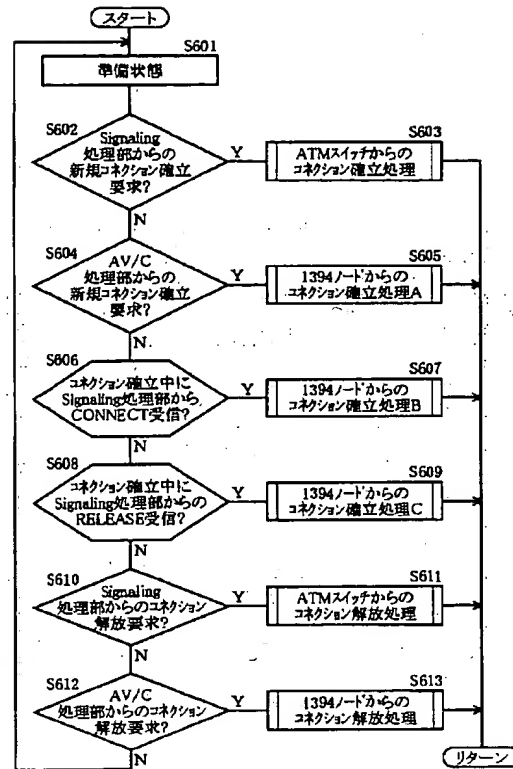 スタート
S601
準備状態
S602
Signaling
処理部からの
新規コネクション確立
要求?
Y
S603
ATMスイッチからの
コネクション確立処理
N
S604
AV/C
処理部からの
新規コネクション確立
要求?
Y
S605
1394ノードからの
コネクション確立処理A
N
S606
コネクション確立中に
Signaling処理部から
CONNECT受信?
Y
S607
1394ノードからの
コネクション確立処理B
N
S608
コネクション確立中に
Signaling処理部からの
RELEASE受信?
Y
S609
1394ノードからの
コネクション確立処理C
N
S610
Signaling
処理部からのコネクション
解放要求?
Y
S611
ATMスイッチからの
コネクション解放処理
N
S612
AV/C
処理部からのコネクション
解放要求?
Y
S613
1394ノードからの
コネクション解放処理
N
リターン